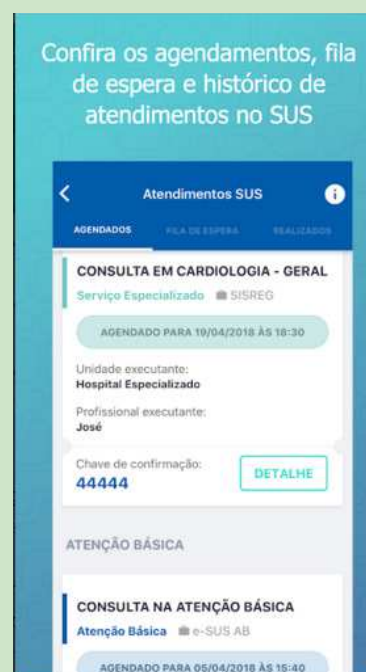 Confira os agendamentos, fila
de espera e histórico de
atendimentos no SUS
Atendimentos SUS
AGENDADOS FILA DE ESPERA REALIZADOS
CONSULTA EM CARDIOLOGIA - GERAL
Serviço Especializado SISREG
AGENDADO PARA 19/04/2018 ÀS 18:30
Unidade executante:
Hospital Especializado
Profissional executante:
José
Chave de confirmação:
44444
DETALHE
ATENÇÃO BÁSICA
CONSULTA NA ATENÇÃO BÁSICA
Atenção Básica e-SUS AB
AGENDADO PARA 05/04/2018 ÀS 15:40